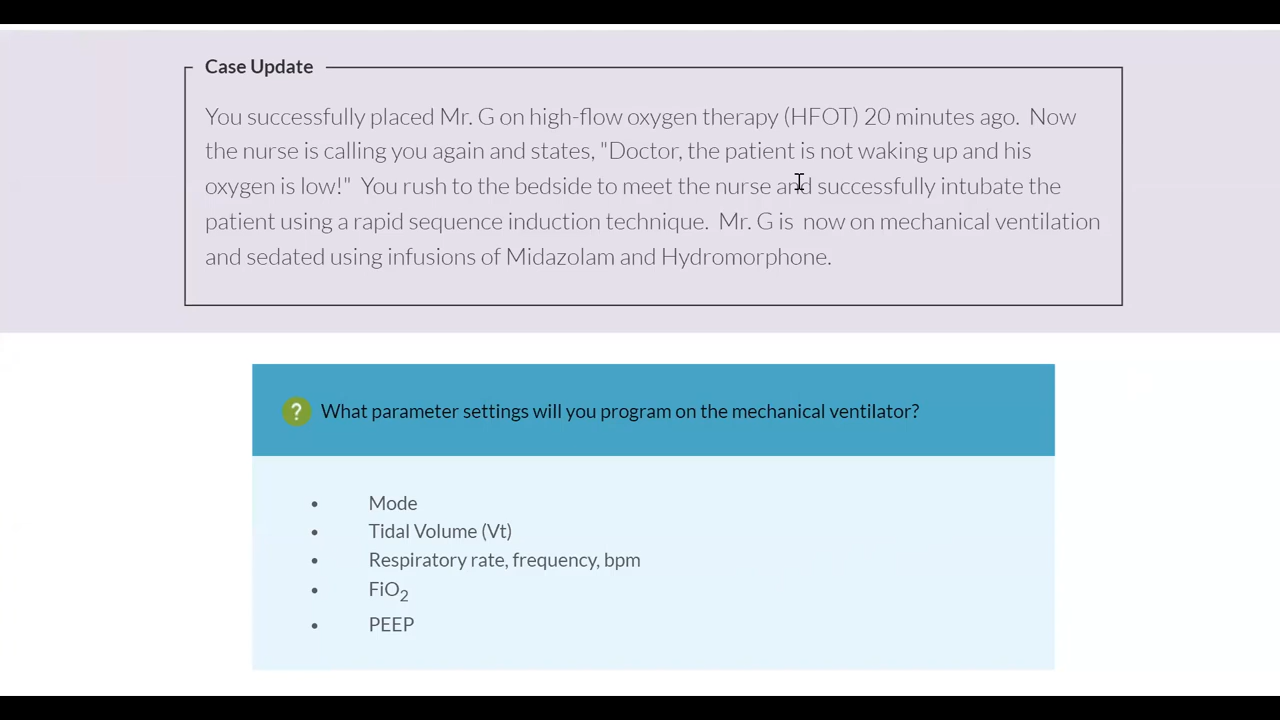 Case Update
You successfully placed Mr. G on high-flow oxygen therapy (HFOT) 20 minutes ago.  Now
the nurse is calling you again and states, "Doctor, the patient is not waking up and his
oxygen is low!"  You rush to the bedside to meet the nurse and successfully intubate the
patient using a rapid sequence induction technique.  Mr. G is  now on mechanical ventilation
and sedated using infusions of Midazolam and Hydromorphone.
? What parameter settings will you program on the mechanical ventilator?
• Mode
• Tidal Volume (Vt)
• Respiratory rate, frequency, bpm
• FiO₂
• PEEP